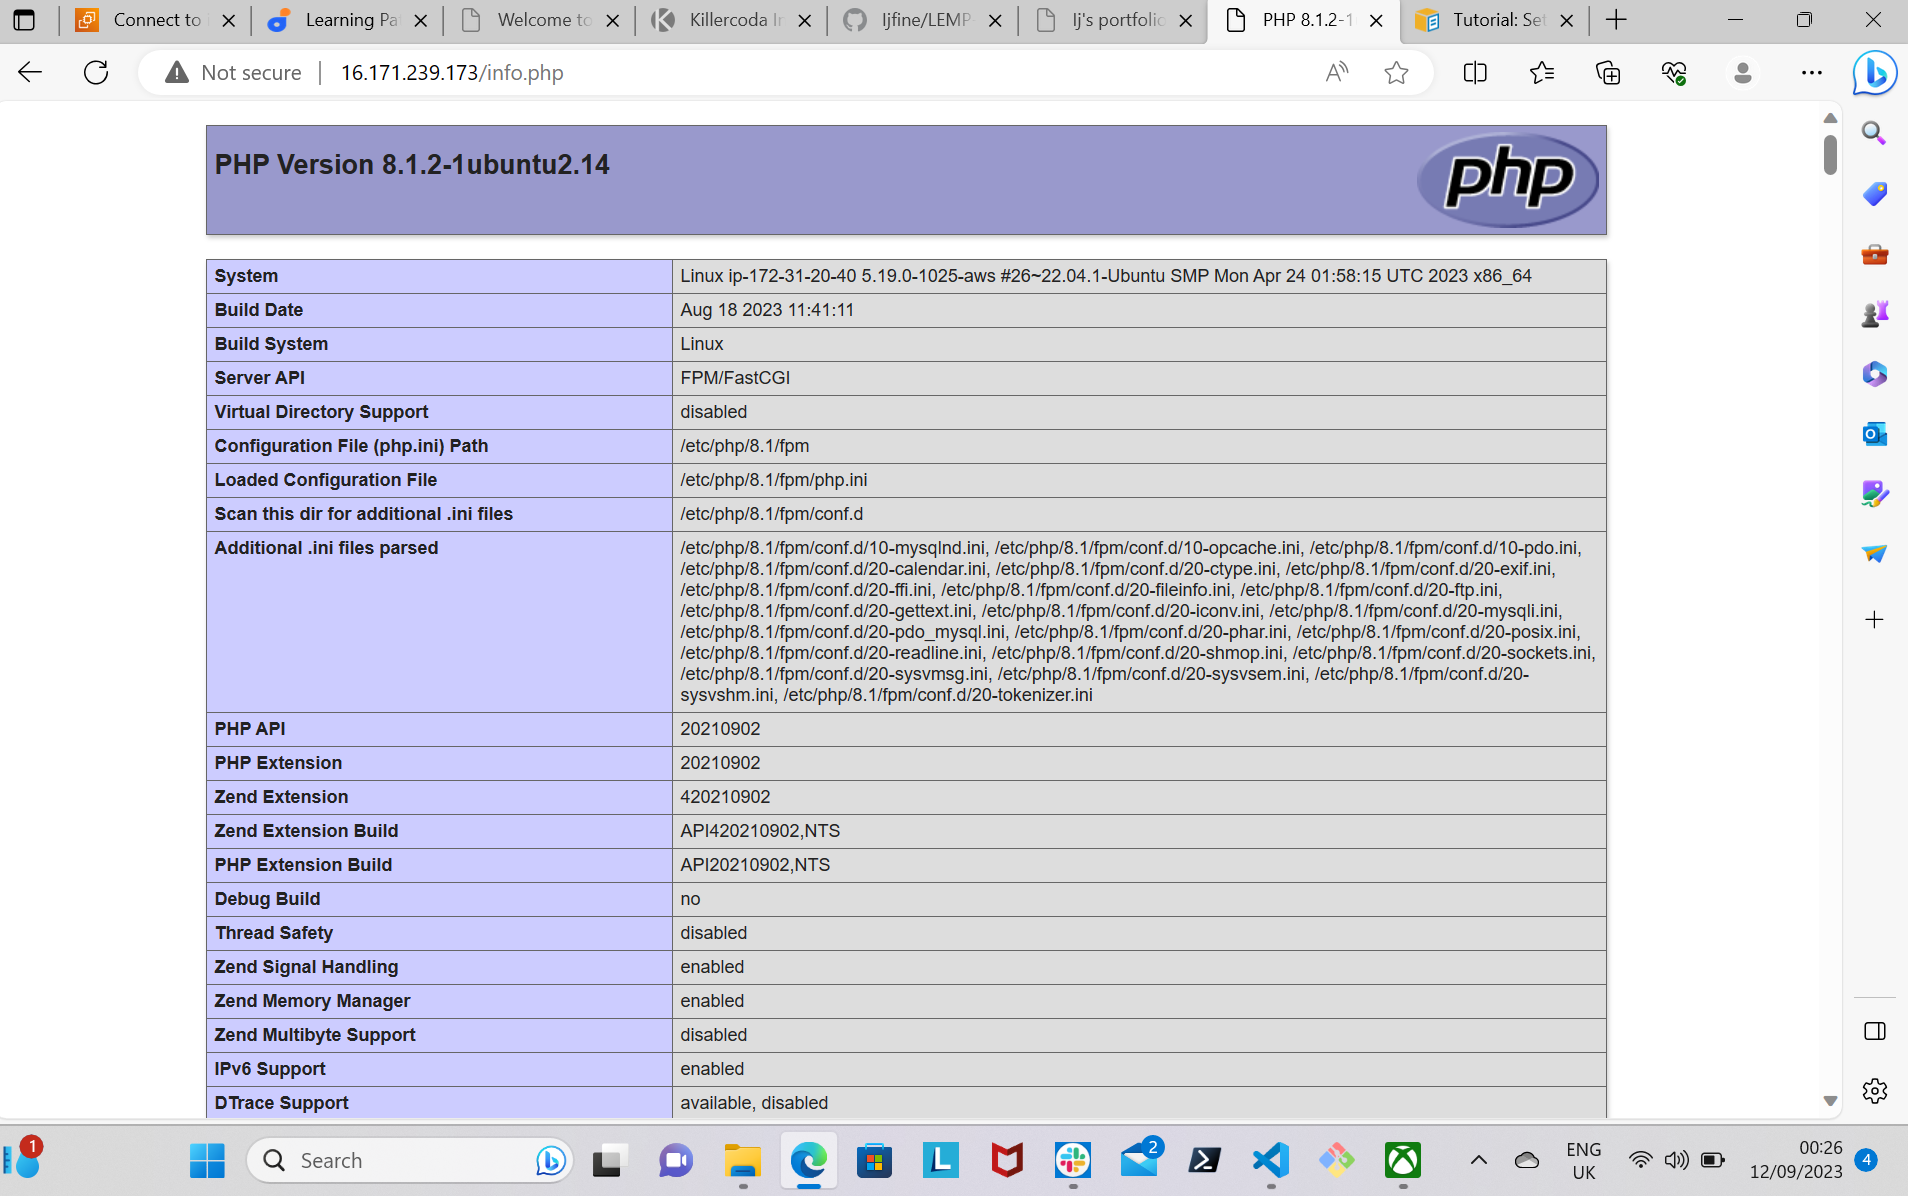 Connect to
Learning Pa
Welcome to
Killercoda In
ljfine/LEMP-
lj's portfolio
PHP 8.1.2-1
Tutorial: Set
Not secure
16.171.239.173/info.php
PHP Version 8.1.2-1ubuntu2.14
php
System Linux ip-172-31-20-40 5.19.0-1025-aws #26~22.04.1-Ubuntu SMP Mon Apr 24 01:58:15 UTC 2023 x86_64
Build Date Aug 18 2023 11:41:11
Build System Linux
Server API FPM/FastCGI
Virtual Directory Support disabled
Configuration File (php.ini) Path /etc/php/8.1/fpm
Loaded Configuration File /etc/php/8.1/fpm/php.ini
Scan this dir for additional .ini files /etc/php/8.1/fpm/conf.d
Additional .ini files parsed /etc/php/8.1/fpm/conf.d/10-mysqlnd.ini, /etc/php/8.1/fpm/conf.d/10-opcache.ini, /etc/php/8.1/fpm/conf.d/10-pdo.ini,
/etc/php/8.1/fpm/conf.d/20-calendar.ini, /etc/php/8.1/fpm/conf.d/20-ctype.ini, /etc/php/8.1/fpm/conf.d/20-exif.ini,
/etc/php/8.1/fpm/conf.d/20-ffi.ini, /etc/php/8.1/fpm/conf.d/20-fileinfo.ini, /etc/php/8.1/fpm/conf.d/20-ftp.ini,
/etc/php/8.1/fpm/conf.d/20-gettext.ini, /etc/php/8.1/fpm/conf.d/20-iconv.ini, /etc/php/8.1/fpm/conf.d/20-mysqli.ini,
/etc/php/8.1/fpm/conf.d/20-pdo_mysql.ini, /etc/php/8.1/fpm/conf.d/20-phar.ini, /etc/php/8.1/fpm/conf.d/20-posix.ini,
/etc/php/8.1/fpm/conf.d/20-readline.ini, /etc/php/8.1/fpm/conf.d/20-shmop.ini, /etc/php/8.1/fpm/conf.d/20-sockets.ini,
/etc/php/8.1/fpm/conf.d/20-sysvmsg.ini, /etc/php/8.1/fpm/conf.d/20-sysvsem.ini, /etc/php/8.1/fpm/conf.d/20-
sysvshm.ini, /etc/php/8.1/fpm/conf.d/20-tokenizer.ini
PHP API 20210902
PHP Extension 20210902
Zend Extension 420210902
Zend Extension Build API420210902,NTS
PHP Extension Build API20210902,NTS
Debug Build no
Thread Safety disabled
Zend Signal Handling enabled
Zend Memory Manager enabled
Zend Multibyte Support disabled
IPv6 Support enabled
DTrace Support available, disabled
1
Search
2
ENG
UK
00:26
12/09/2023
4